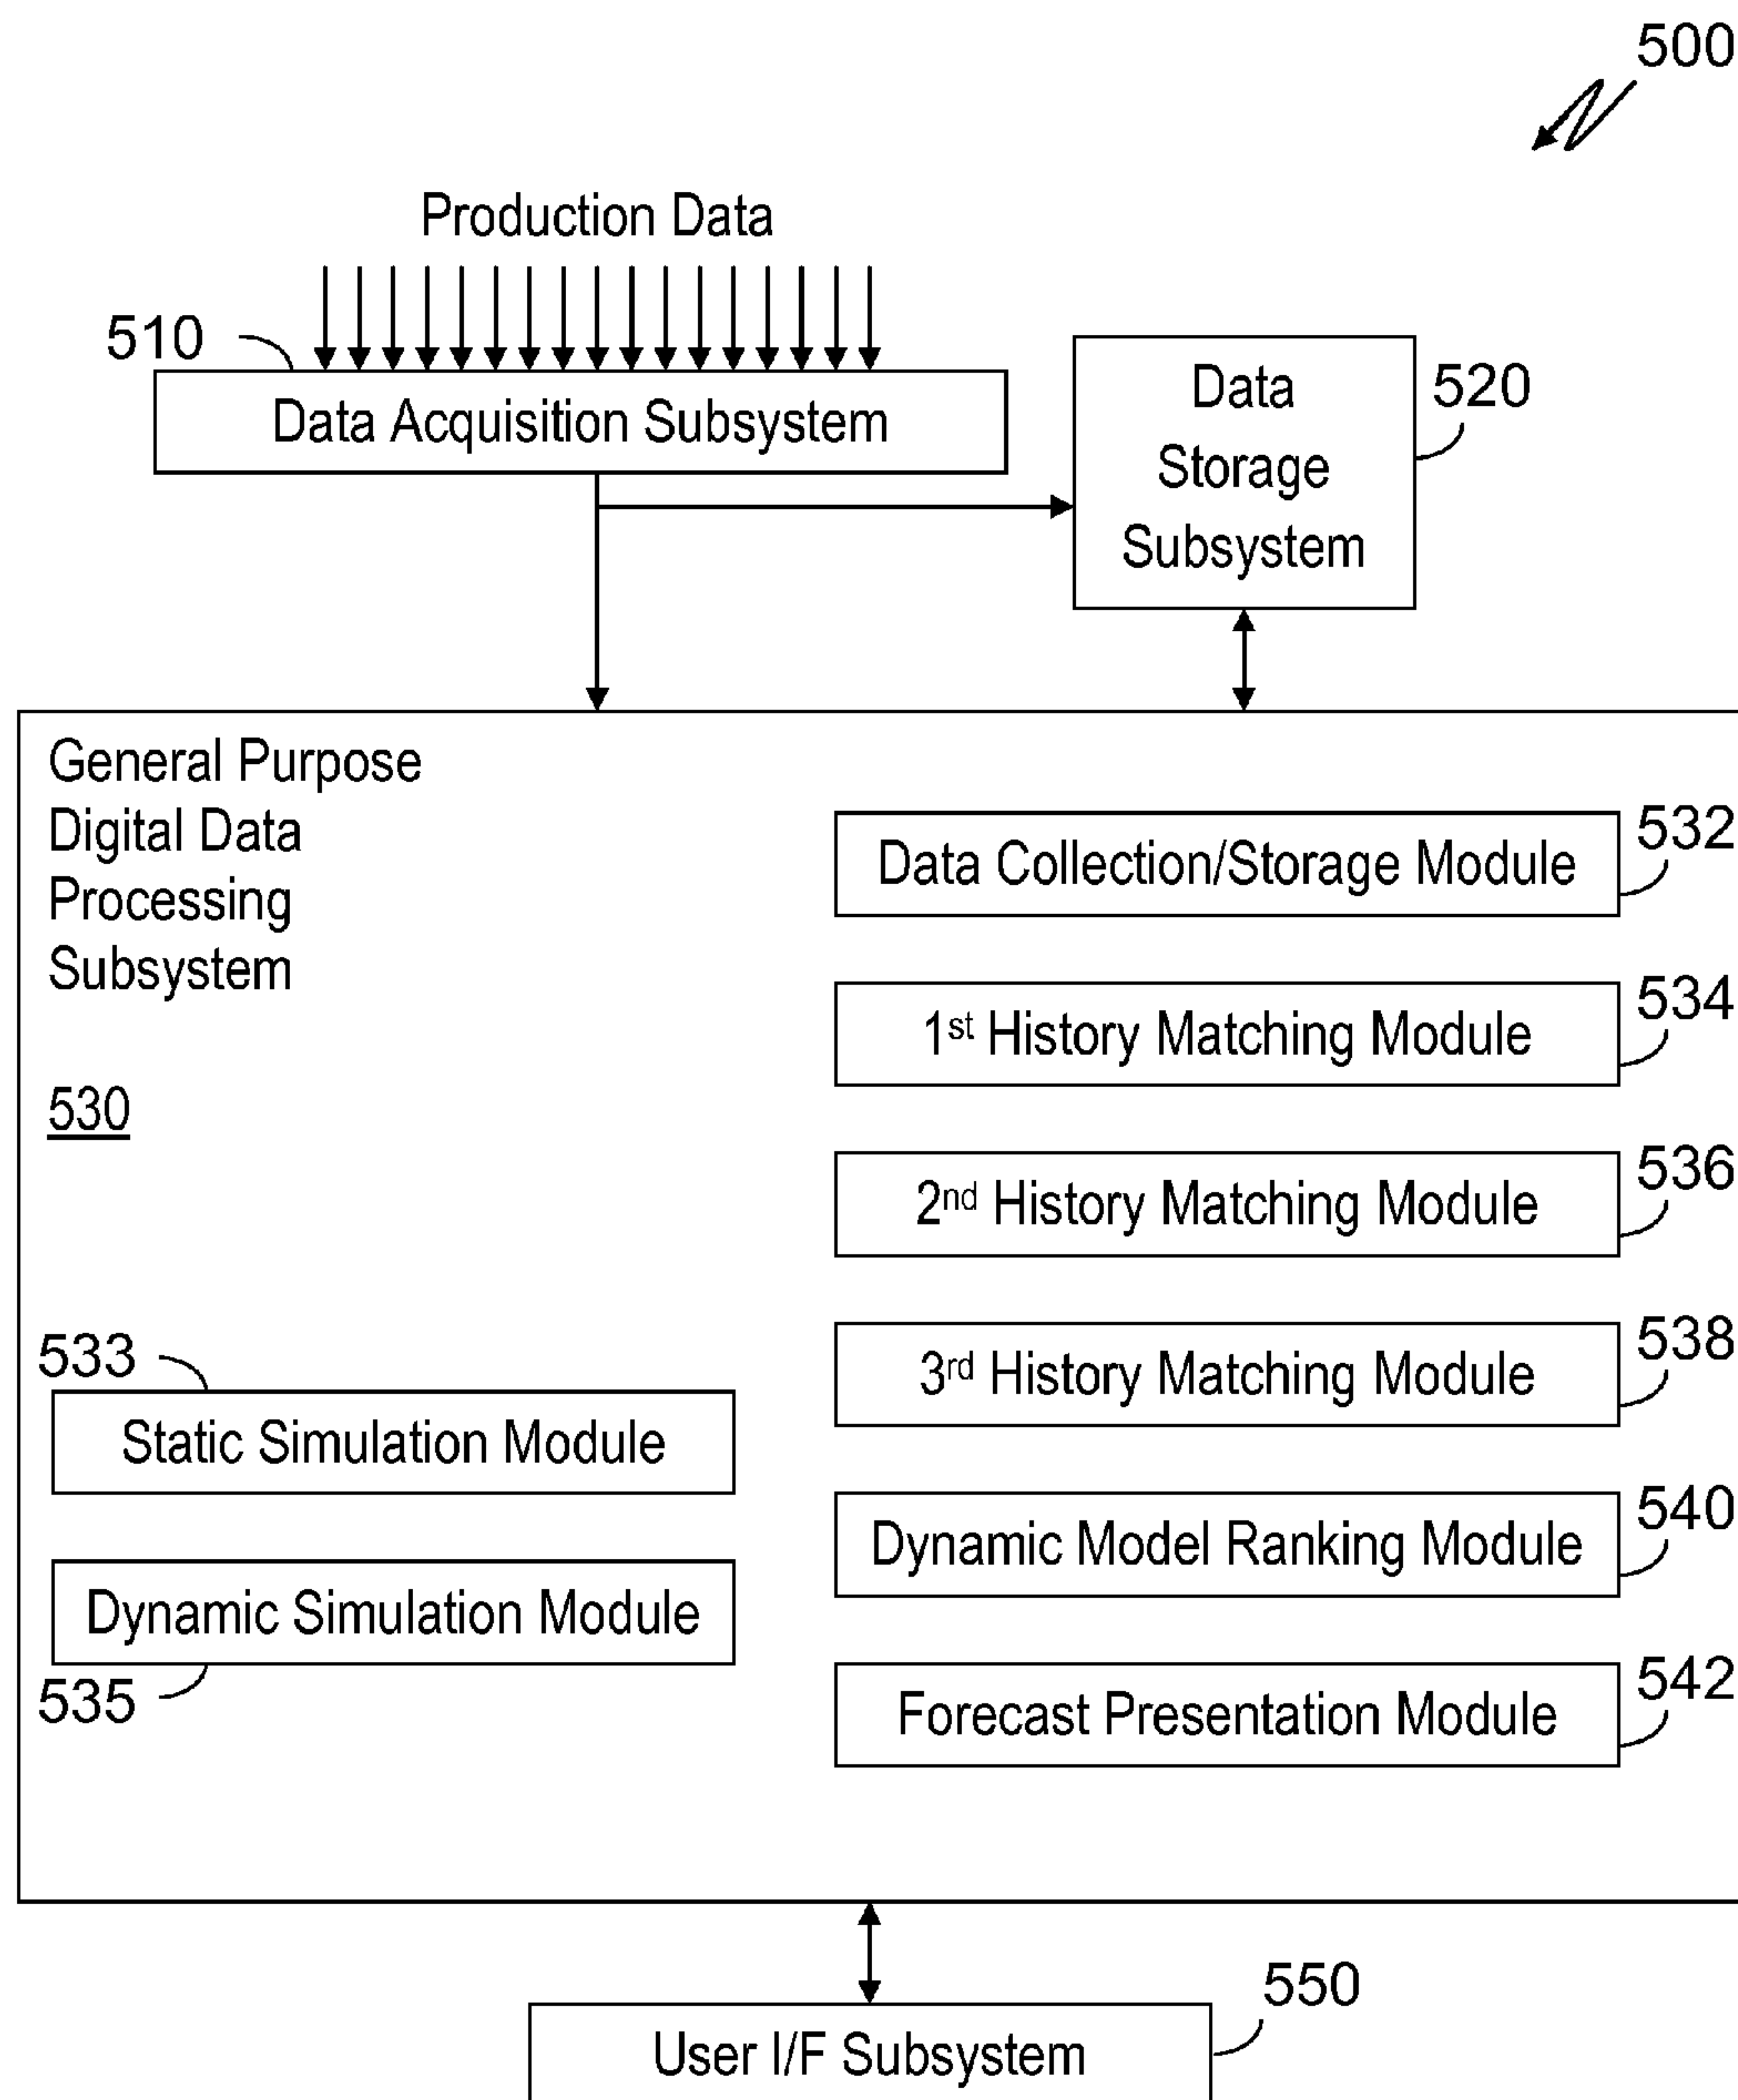 500
Production Data
510
Data Acquisition Subsystem
Data
Storage
Subsystem
520
General Purpose
Digital Data
Processing
Subsystem
530
Data Collection/Storage Module
532
1st History Matching Module
534
2nd History Matching Module
536
3rd History Matching Module
538
533
Static Simulation Module
Dynamic Model Ranking Module
540
Dynamic Simulation Module
535
Forecast Presentation Module
542
550
User I/F Subsystem